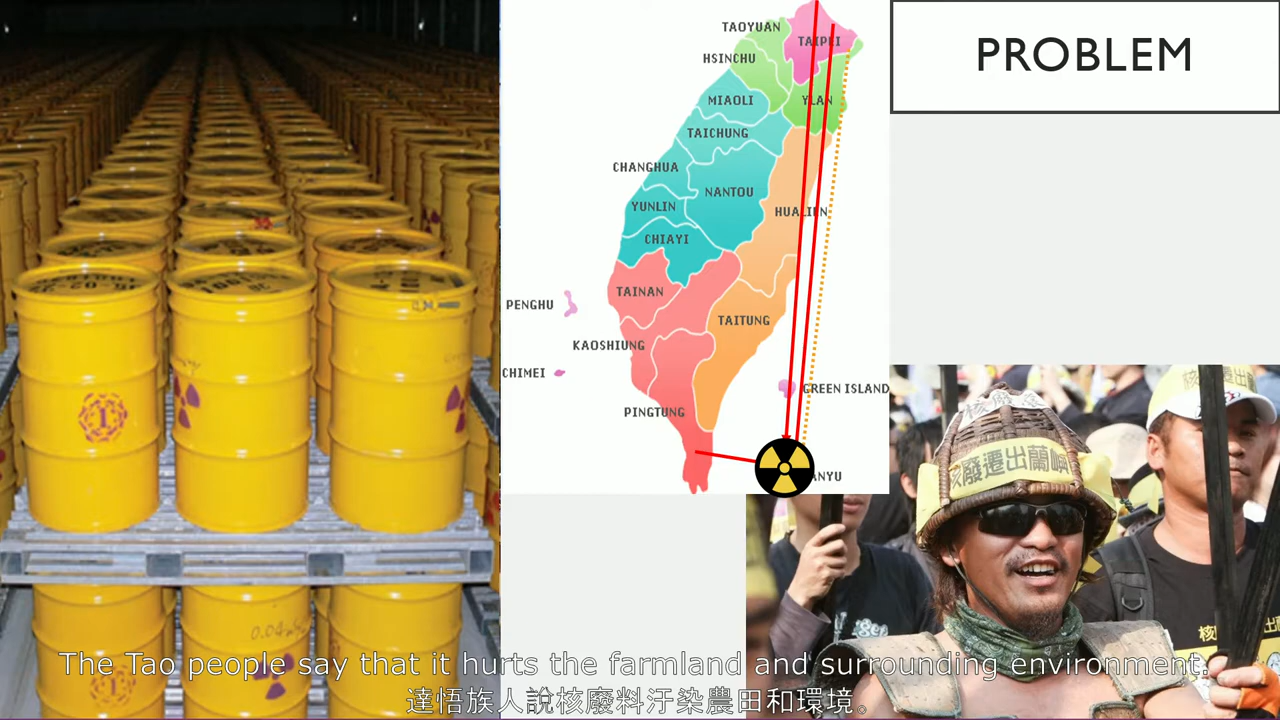 PROBLEM
TAOYUAN
TAIPEI
HSINCHU
MIAOLI
YLAN
TAICHUNG
CHANGHUA
NANTOU
YUNLIN
HUALIEN
CHIAYI
TAINAN
PENGHU
TAITUNG
KAOSHIUNG
CHIMEI
GREEN ISLAND
PINGTUNG
ANYU
核廢遷出蘭嶼
The Tao people say that it hurts the farmland and surrounding environment.
達悟族人說核廢料汙染農田和環境。